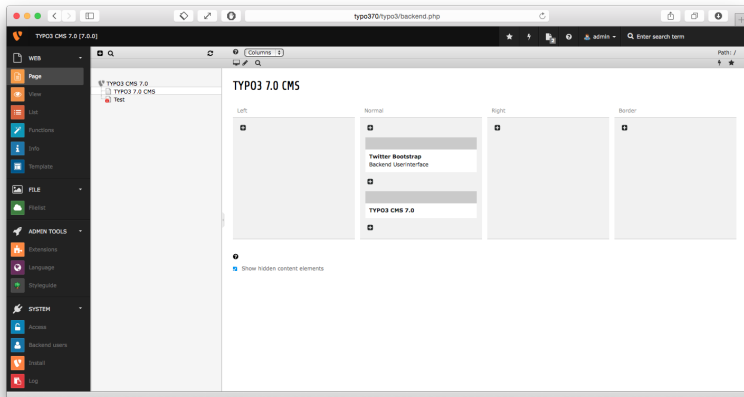 typo370/typo3/backend.php
TYPO3 CMS 7.0 [7.0.0]
admin
Enter search term
WEB
Page
View
List
Functions
Info
Template
FILE
Filelist
ADMIN TOOLS
Extensions
Language
Styleguide
SYSTEM
Access
Backend users
Install
Log
TYPO3 CMS 7.0
TYPO3 7.0 CMS
Test
Columns
Path: /
TYPO3 7.0 CMS
Left
Normal
Right
Border
Twitter Bootstrap
Backend Userinterface
TYPO3 CMS 7.0
Show hidden content elements